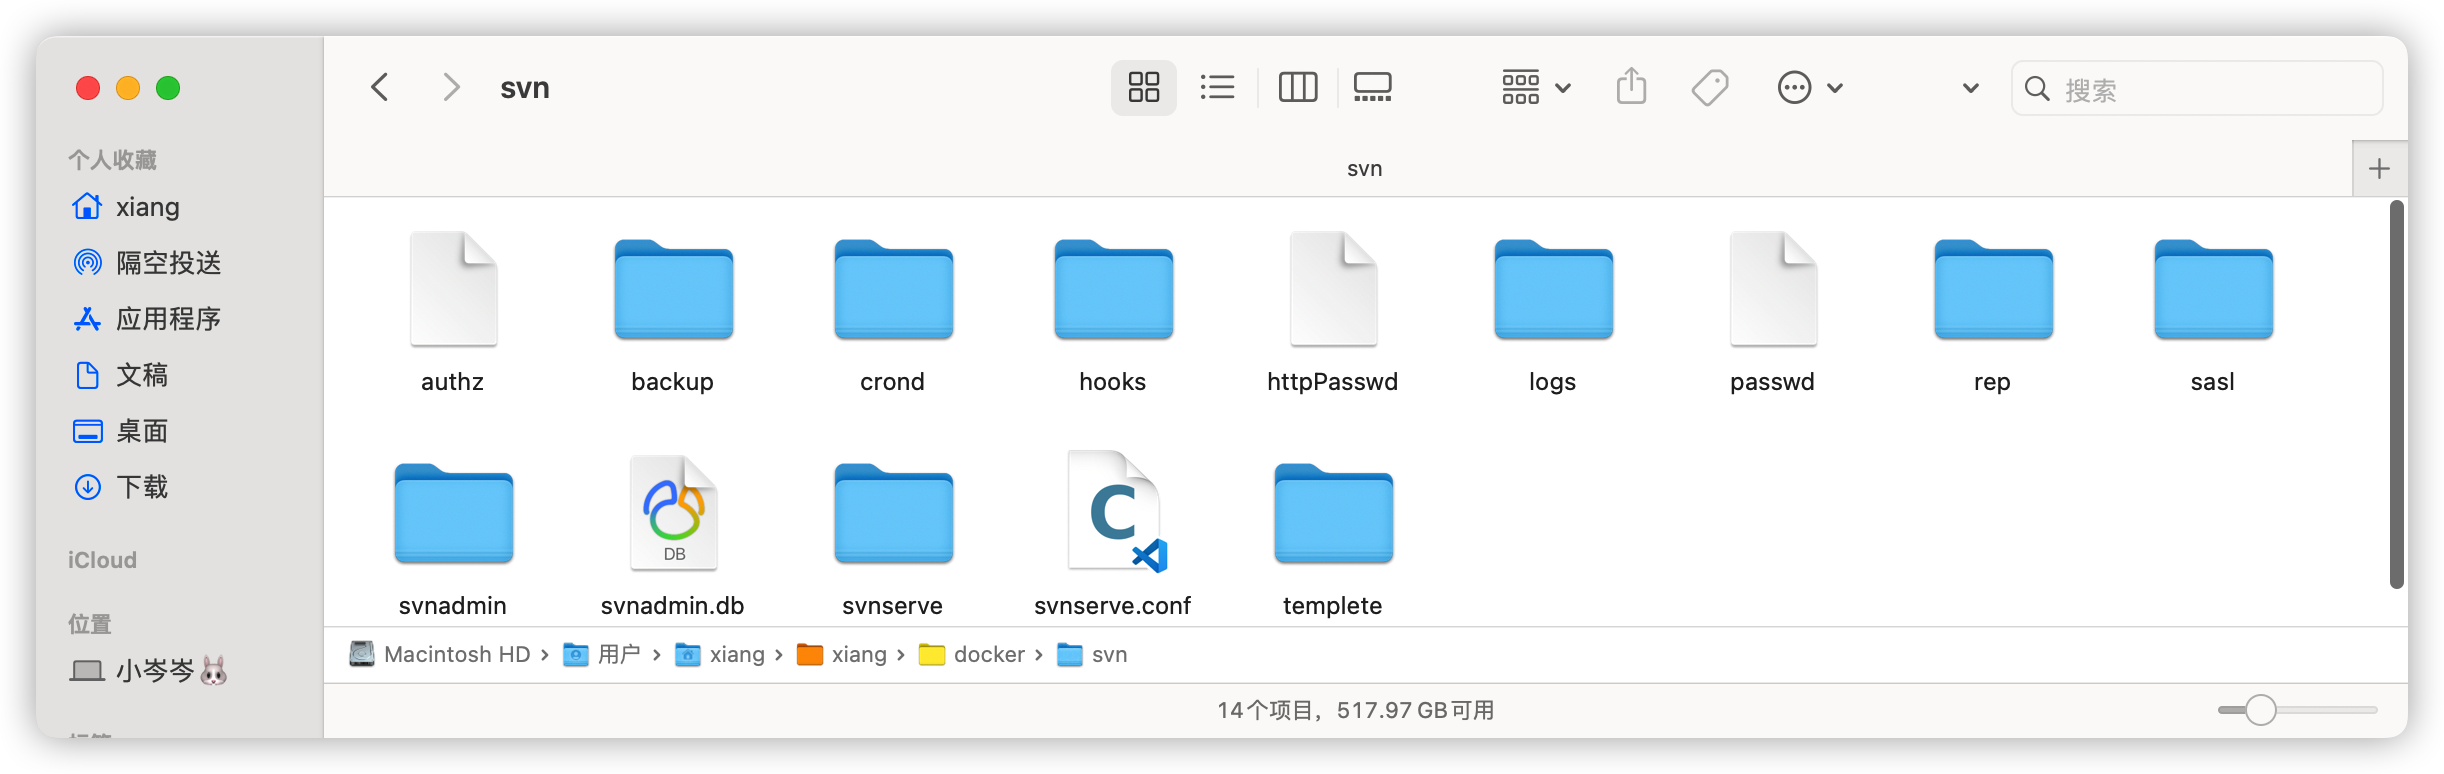 svn
搜索
svn
个人收藏
xiang
隔空投送
应用程序
文稿
桌面
下载
iCloud
位置
小岑岑🐰
authz
backup
crond
hooks
httpPasswd
logs
passwd
rep
sasl
svnadmin
DB
svnadmin.db
svnserve
C
svnserve.conf
templete
Macintosh HD › 用户 › xiang › xiang › docker › svn
14个项目，517.97 GB可用